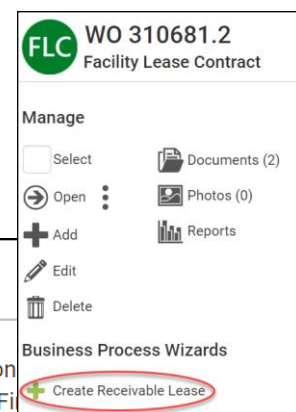 FLC WO 310681.2
Facility Lease Contract
Manage
Select Documents (2)
Open Photos (0)
Add Reports
Edit
Delete
Business Process Wizards
on
Create Receivable Lease